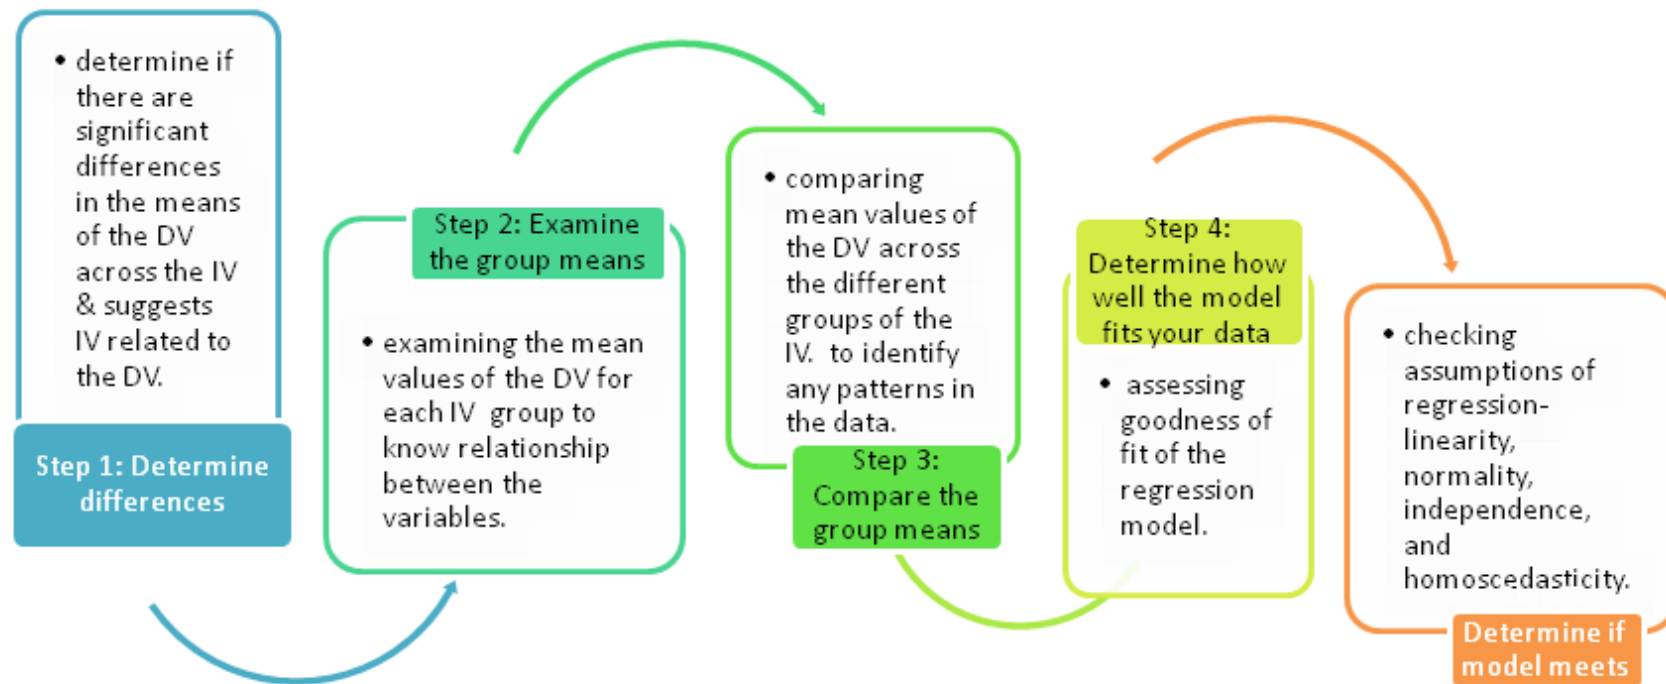 • determine if
there are
significant
differences
in the means
of the DV
across the IV
& suggests
IV related to
the DV.
Step 1: Determine
differences
Step 2: Examine
the group means
• examining the mean
values of the DV for
each IV group to
know relationship
between the
variables.
• comparing
mean values of
the DV across
the different
groups of the
IV. to identify
any patterns in
the data.
Step 3:
Compare the
group means
Step 4:
Determine how
well the model
fits your data
• assessing
goodness of
fit of the
regression
model.
• checking
assumptions of
regression-
linearity,
normality,
independence,
and
homoscedasticity.
Determine if
model meets